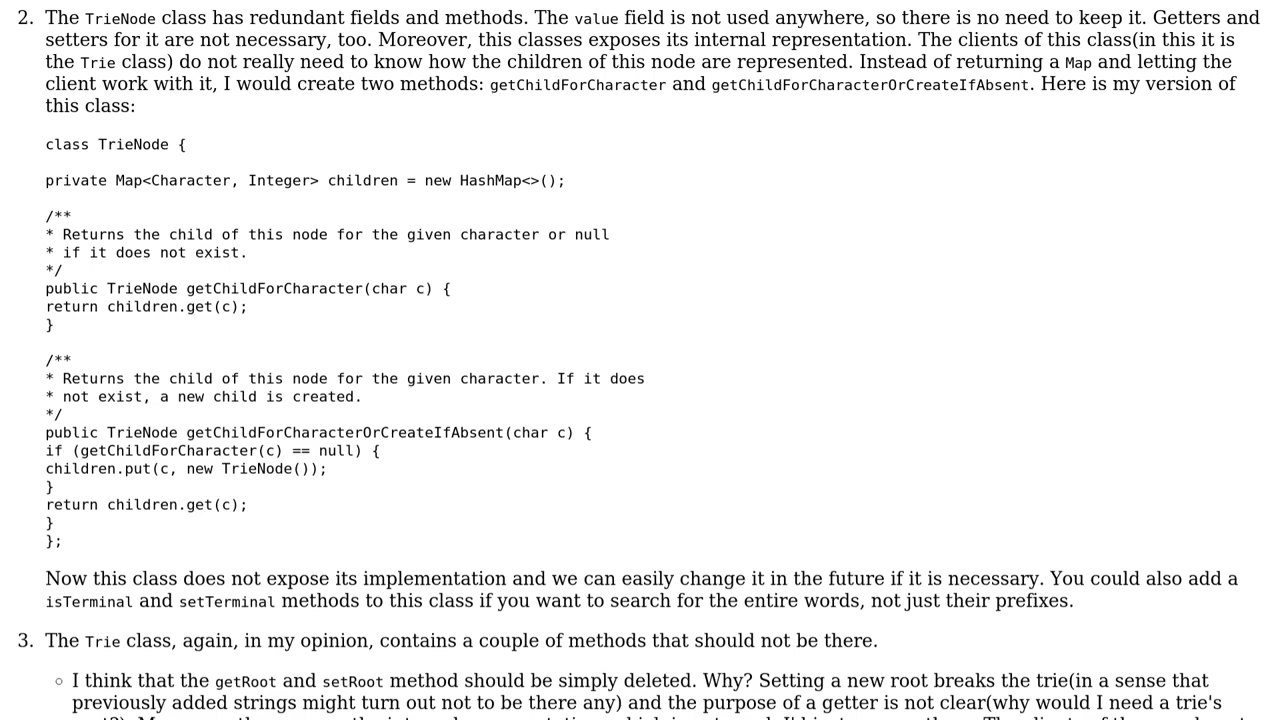 2. The TrieNode class has redundant fields and methods. The value field is not used anywhere, so there is no need to keep it. Getters and
setters for it are not necessary, too. Moreover, this classes exposes its internal representation. The clients of this class(in this it is
the Trie class) do not really need to know how the children of this node are represented. Instead of returning a Map and letting the
client work with it, I would create two methods: getChildForCharacter and getChildForCharacterOrCreateIfAbsent. Here is my version of
this class:
class TrieNode {
private Map<Character, Integer> children = new HashMap<>();
/**
* Returns the child of this node for the given character or null
* if it does not exist.
*/
public TrieNode getChildForCharacter(char c) {
return children.get(c);
}
/**
* Returns the child of this node for the given character. If it does
* not exist, a new child is created.
*/
public TrieNode getChildForCharacterOrCreateIfAbsent(char c) {
if (getChildForCharacter(c) == null) {
children.put(c, new TrieNode());
}
return children.get(c);
}
};
Now this class does not expose its implementation and we can easily change it in the future if it is necessary. You could also add a
isTerminal and setTerminal methods to this class if you want to search for the entire words, not just their prefixes.
3. The Trie class, again, in my opinion, contains a couple of methods that should not be there.
◦ I think that the getRoot and setRoot method should be simply deleted. Why? Setting a new root breaks the trie(in a sense that
previously added strings might turn out not to be there any) and the purpose of a getter is not clear(why would I need a trie's